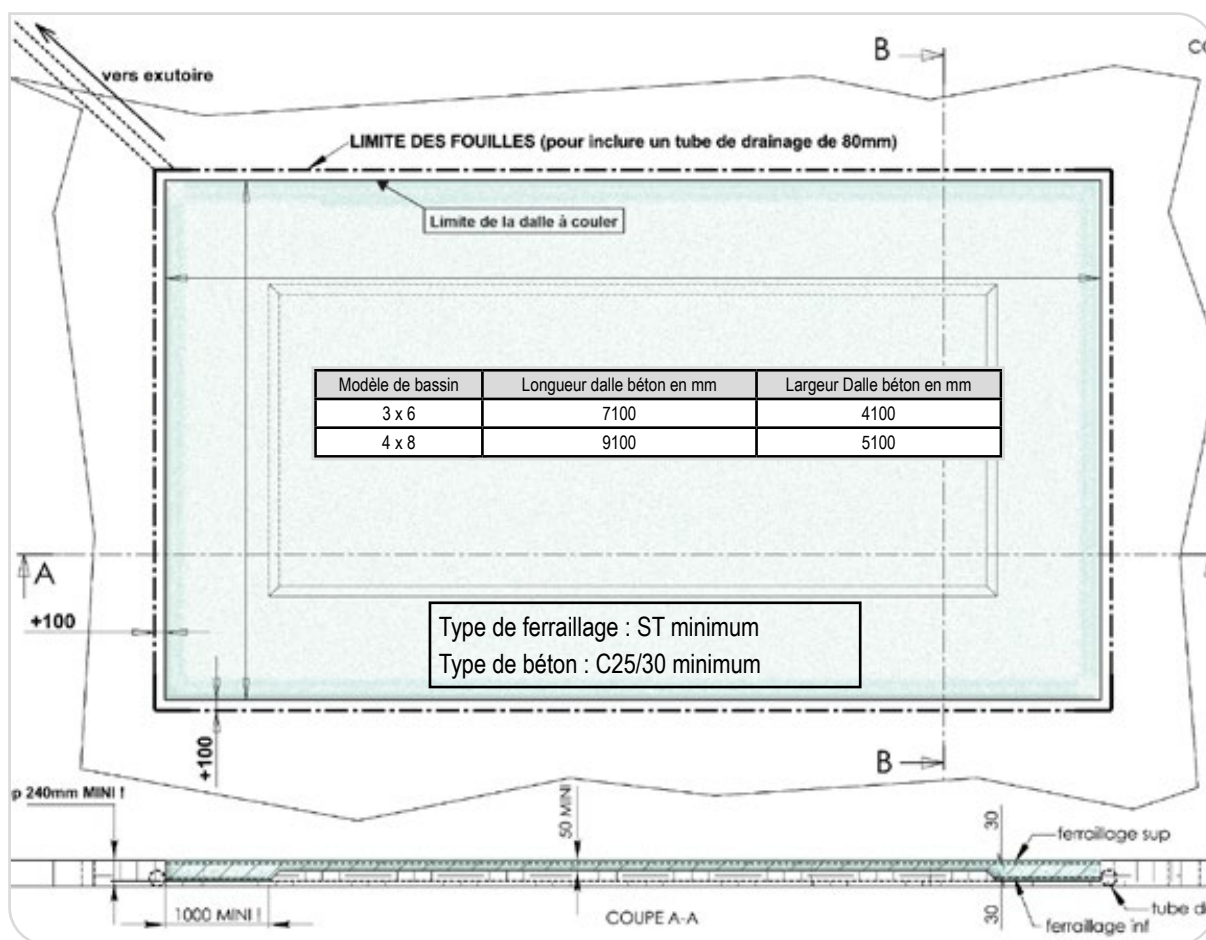 B
vers exutoire
LIMITE DES FOUILLES (pour inclure un tube de drainage de 80mm)
Limite de la dalle à couler
Modèle de bassin Longueur dalle béton en mm Largeur Dalle béton en mm
3 x 6 7100 4100
4 x 8 9100 5100
A
+100
Type de ferraillage : ST minimum
Type de béton : C25/30 minimum
+100
B
p 240mm MINI !
50 MINI
30
ferraillage sup
1000 MINI !
COUPE A-A
30
ferraillage inf
tube